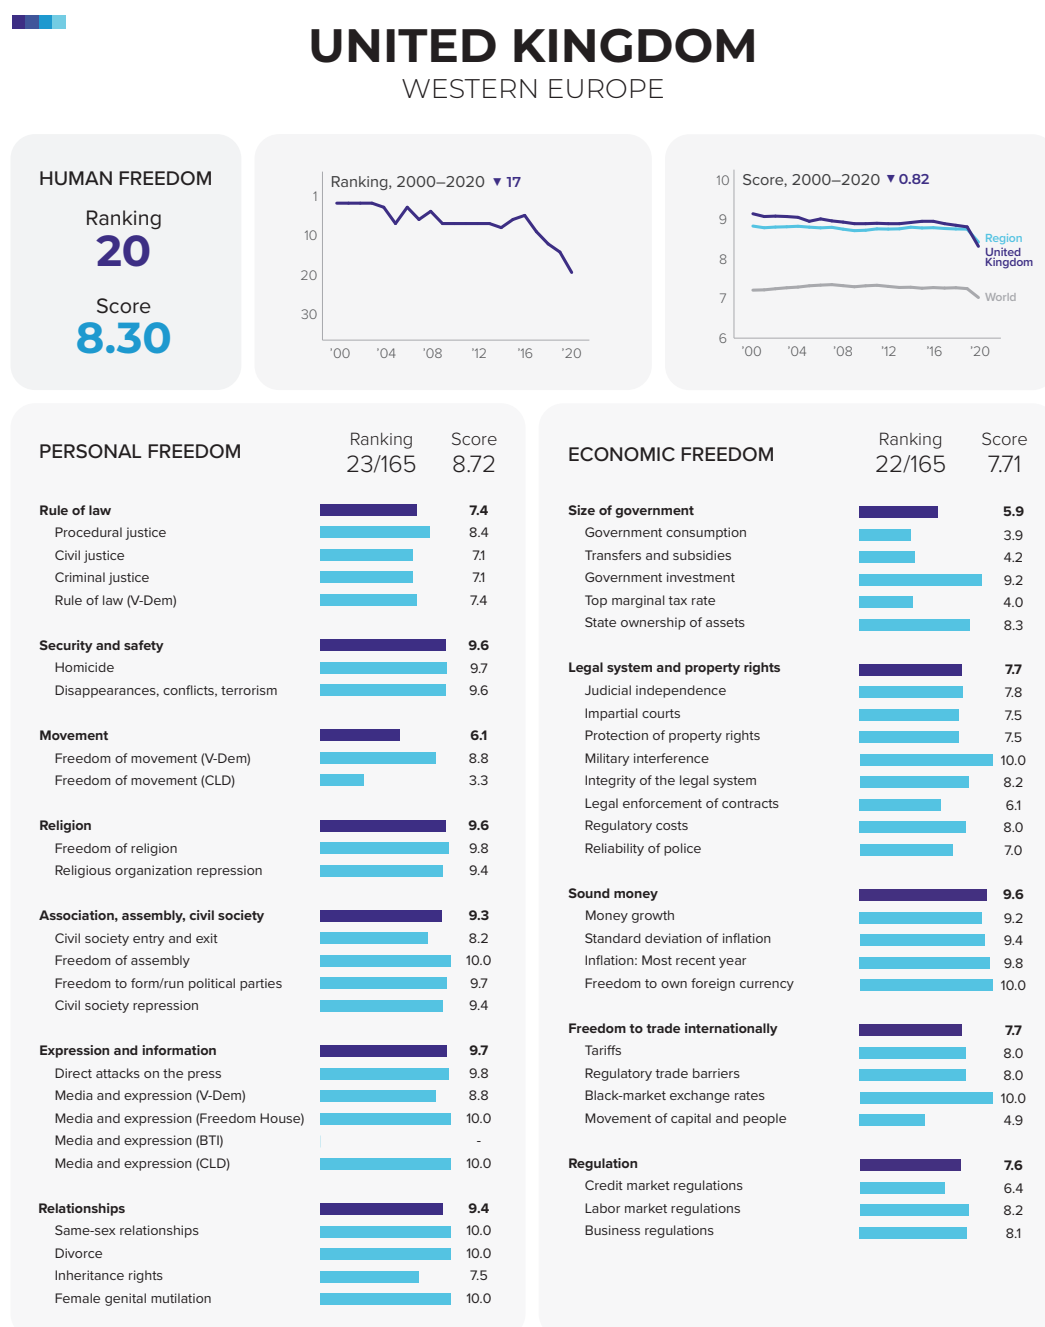 UNITED KINGDOM
WESTERN EUROPE
HUMAN FREEDOM
Ranking
20
Score
8.30
Ranking, 2000–2020 ▼ 17
1
10
20
30
'00 '04 '08 '12 '16 '20
Score, 2000–2020 ▼ 0.82
10
9
8
7
6
Region
United
Kingdom
World
'00 '04 '08 '12 '16 '20
PERSONAL FREEDOM
Ranking Score
23/165 8.72
Rule of law 7.4
Procedural justice 8.4
Civil justice 7.1
Criminal justice 7.1
Rule of law (V-Dem) 7.4
Security and safety 9.6
Homicide 9.7
Disappearances, conflicts, terrorism 9.6
Movement 6.1
Freedom of movement (V-Dem) 8.8
Freedom of movement (CLD) 3.3
Religion 9.6
Freedom of religion 9.8
Religious organization repression 9.4
Association, assembly, civil society 9.3
Civil society entry and exit 8.2
Freedom of assembly 10.0
Freedom to form/run political parties 9.7
Civil society repression 9.4
Expression and information 9.7
Direct attacks on the press 9.8
Media and expression (V-Dem) 8.8
Media and expression (Freedom House) 10.0
Media and expression (BTI) -
Media and expression (CLD) 10.0
Relationships 9.4
Same-sex relationships 10.0
Divorce 10.0
Inheritance rights 7.5
Female genital mutilation 10.0
ECONOMIC FREEDOM
Ranking Score
22/165 7.71
Size of government 5.9
Government consumption 3.9
Transfers and subsidies 4.2
Government investment 9.2
Top marginal tax rate 4.0
State ownership of assets 8.3
Legal system and property rights 7.7
Judicial independence 7.8
Impartial courts 7.5
Protection of property rights 7.5
Military interference 10.0
Integrity of the legal system 8.2
Legal enforcement of contracts 6.1
Regulatory costs 8.0
Reliability of police 7.0
Sound money 9.6
Money growth 9.2
Standard deviation of inflation 9.4
Inflation: Most recent year 9.8
Freedom to own foreign currency 10.0
Freedom to trade internationally 7.7
Tariffs 8.0
Regulatory trade barriers 8.0
Black-market exchange rates 10.0
Movement of capital and people 4.9
Regulation 7.6
Credit market regulations 6.4
Labor market regulations 8.2
Business regulations 8.1